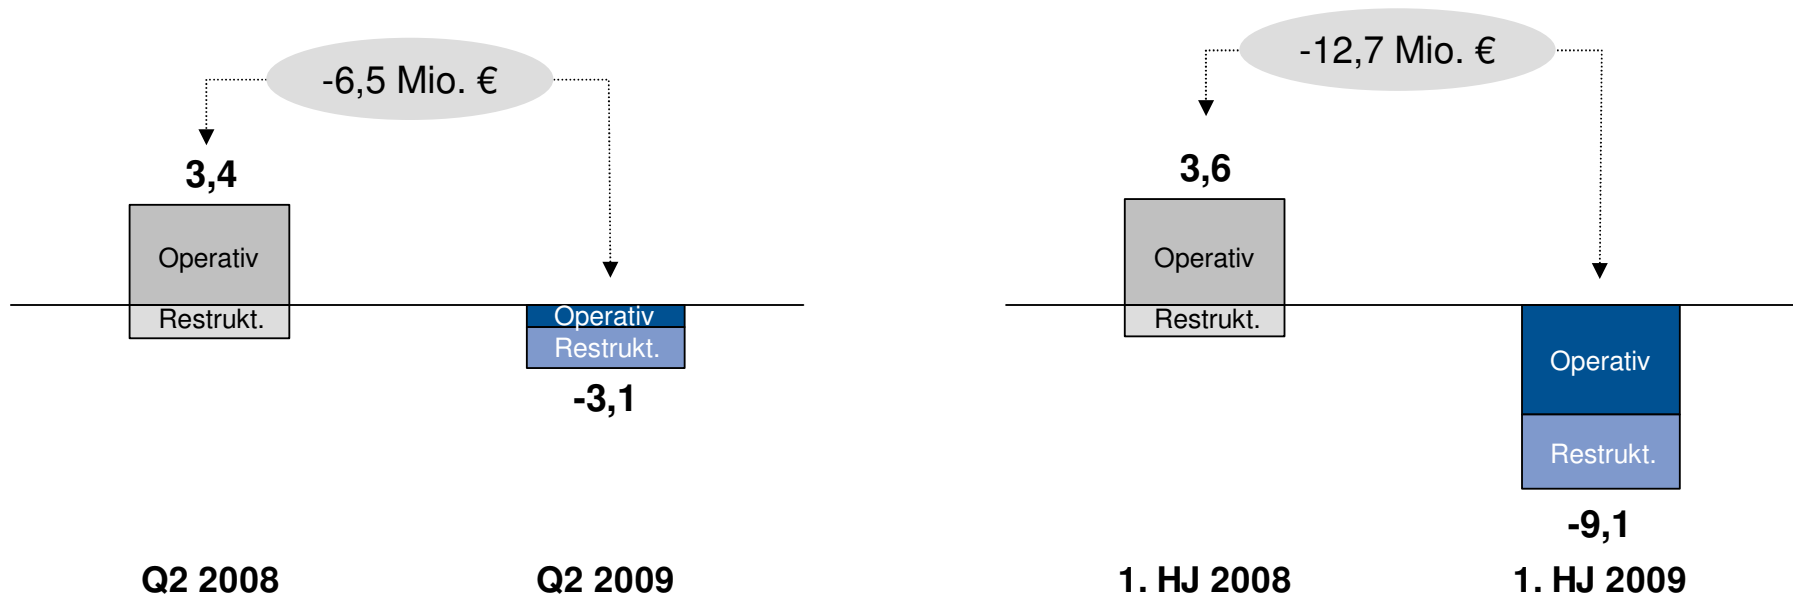 -6,5 Mio. €
3,4
Operativ
Restrukt.
Operativ
Restrukt.
-3,1
Q2 2008
Q2 2009
-12,7 Mio. €
3,6
Operativ
Restrukt.
Operativ
Restrukt.
-9,1
1. HJ 2008
1. HJ 2009